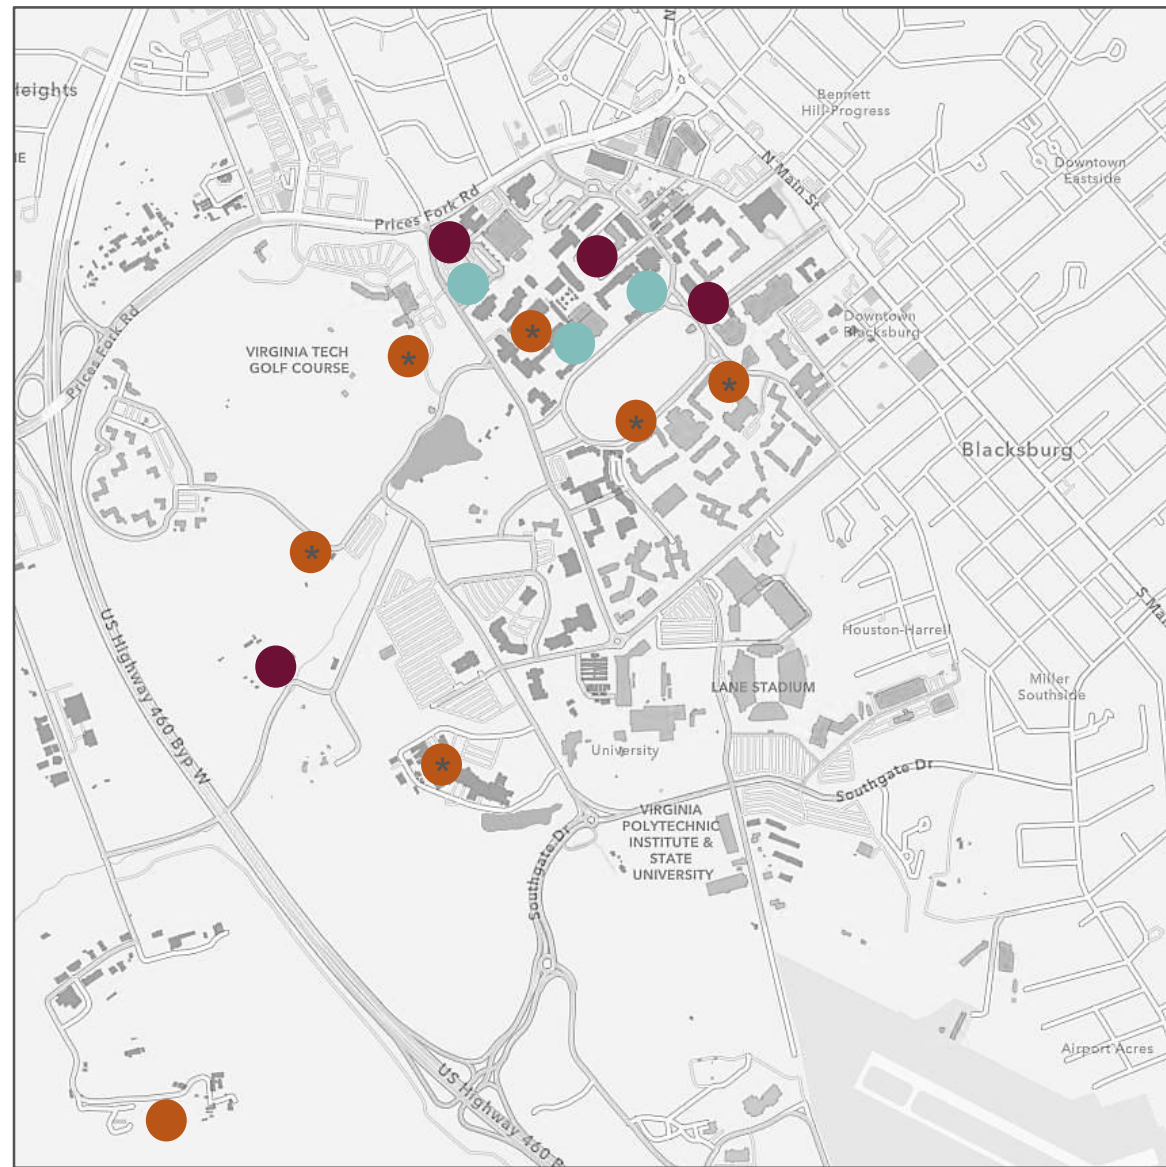 N
Heights
Bennett
Hill-Progress
N Main St
Downtown
Eastside
Prices Fork Rd
Downtown
Blacksburg
VIRGINIA TECH
GOLF COURSE
Prices Fork Rd
*
*
*
*
Blacksburg
*
US Highway 460 Byp W
Houston-Harrell
Miller
Southside
S Mai
LANE STADIUM
University
*
Southgate Dr
VIRGINIA
POLYTECHNIC
INSTITUTE &
STATE
UNIVERSITY
Southgate Dr
US Highway 460
Airport Acres